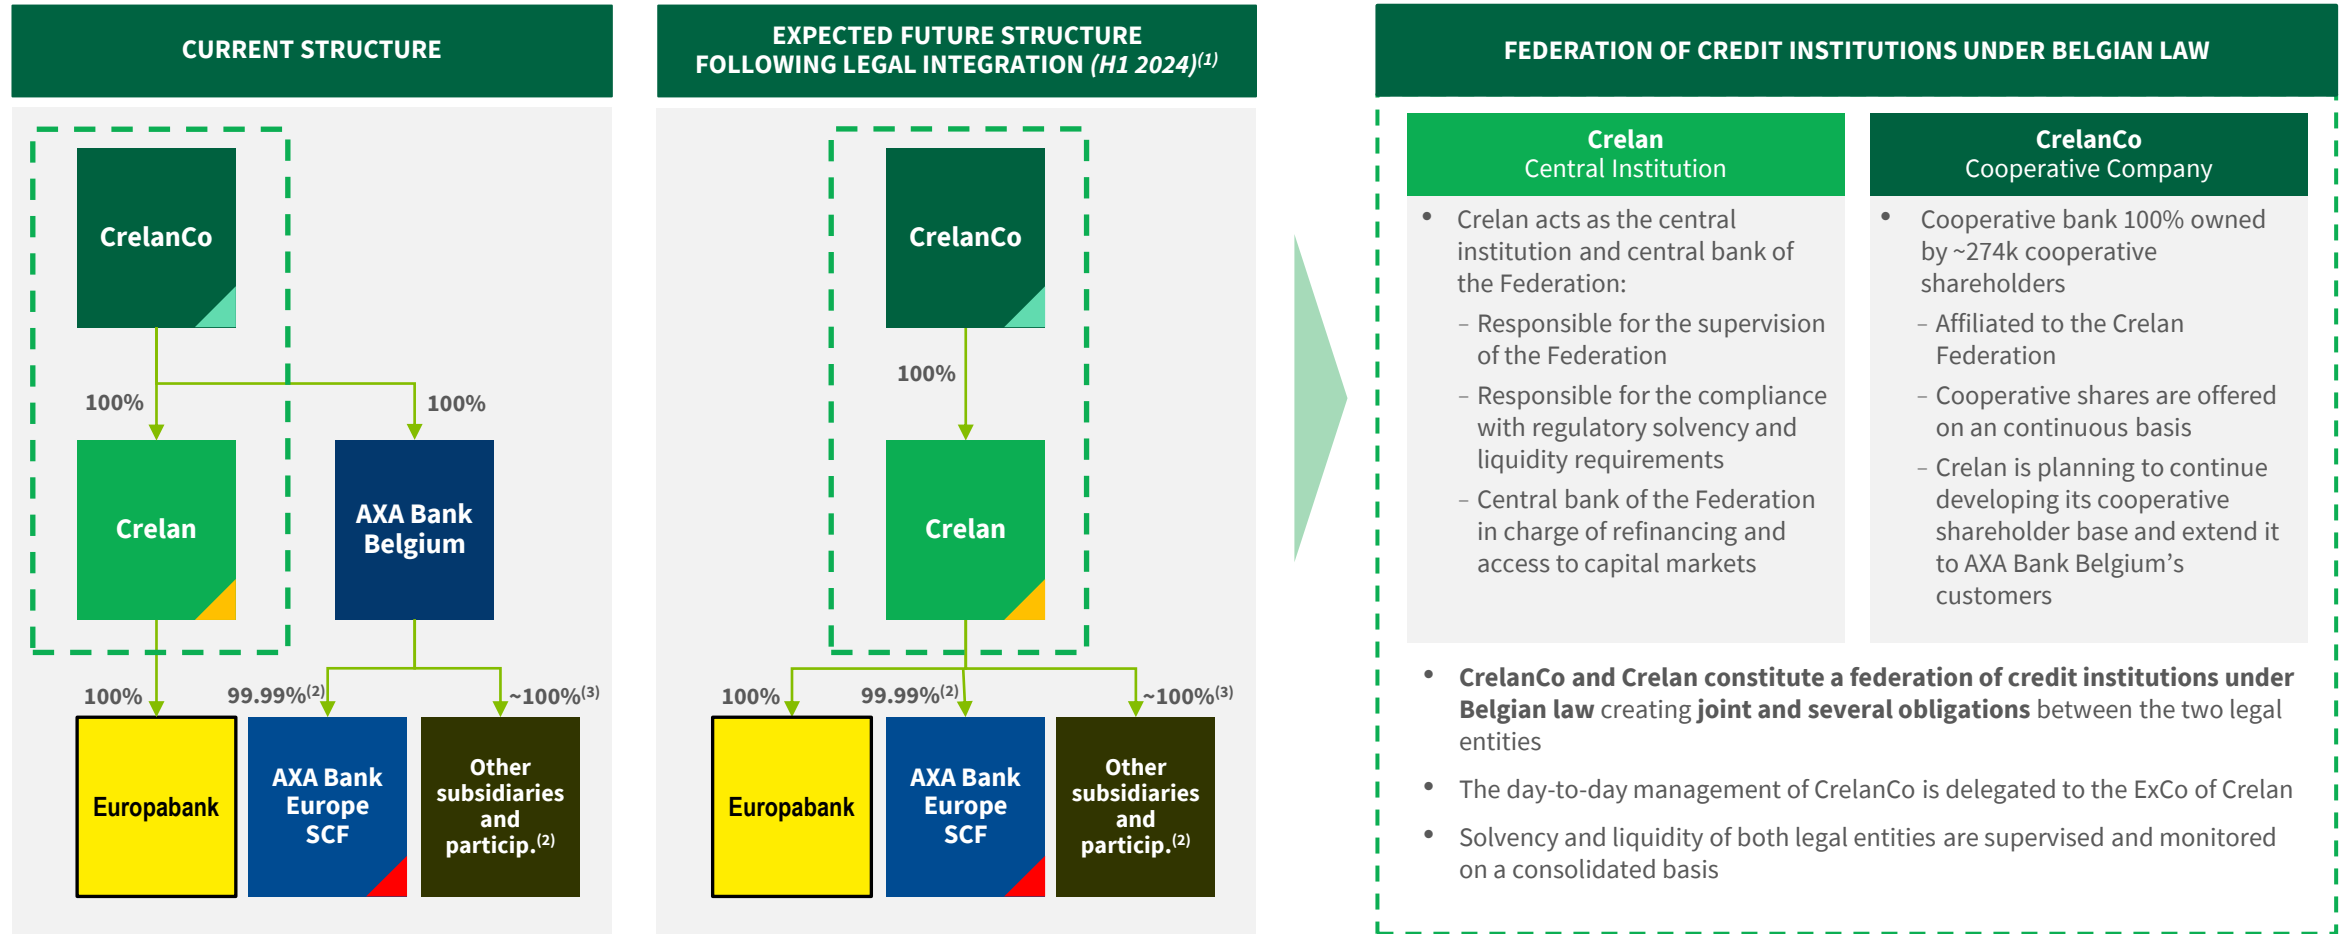 CURRENT STRUCTURE
CrelanCo
100%
100%
Crelan
AXA Bank
Belgium
100%
99.99%(2)
~100%(3)
Europabank
AXA Bank
Europe
SCF
Other
subsidiaries
and
particip.(2)
EXPECTED FUTURE STRUCTURE
FOLLOWING LEGAL INTEGRATION (H1 2024)(1)
CrelanCo
100%
Crelan
100%
99.99%(2)
~100%(3)
Europabank
AXA Bank
Europe
SCF
Other
subsidiaries
and
particip.(2)
FEDERATION OF CREDIT INSTITUTIONS UNDER BELGIAN LAW
Crelan
Central Institution
• Crelan acts as the central
institution and central bank of
the Federation:
– Responsible for the supervision
of the Federation
– Responsible for the compliance
with regulatory solvency and
liquidity requirements
– Central bank of the Federation
in charge of refinancing and
access to capital markets
CrelanCo
Cooperative Company
• Cooperative bank 100% owned
by ~274k cooperative
shareholders
– Affiliated to the Crelan
Federation
– Cooperative shares are offered
on an continuous basis
– Crelan is planning to continue
developing its cooperative
shareholder base and extend it
to AXA Bank Belgium’s
customers
• CrelanCo and Crelan constitute a federation of credit institutions under
Belgian law creating joint and several obligations between the two legal
entities
• The day-to-day management of CrelanCo is delegated to the ExCo of Crelan
• Solvency and liquidity of both legal entities are supervised and monitored
on a consolidated basis